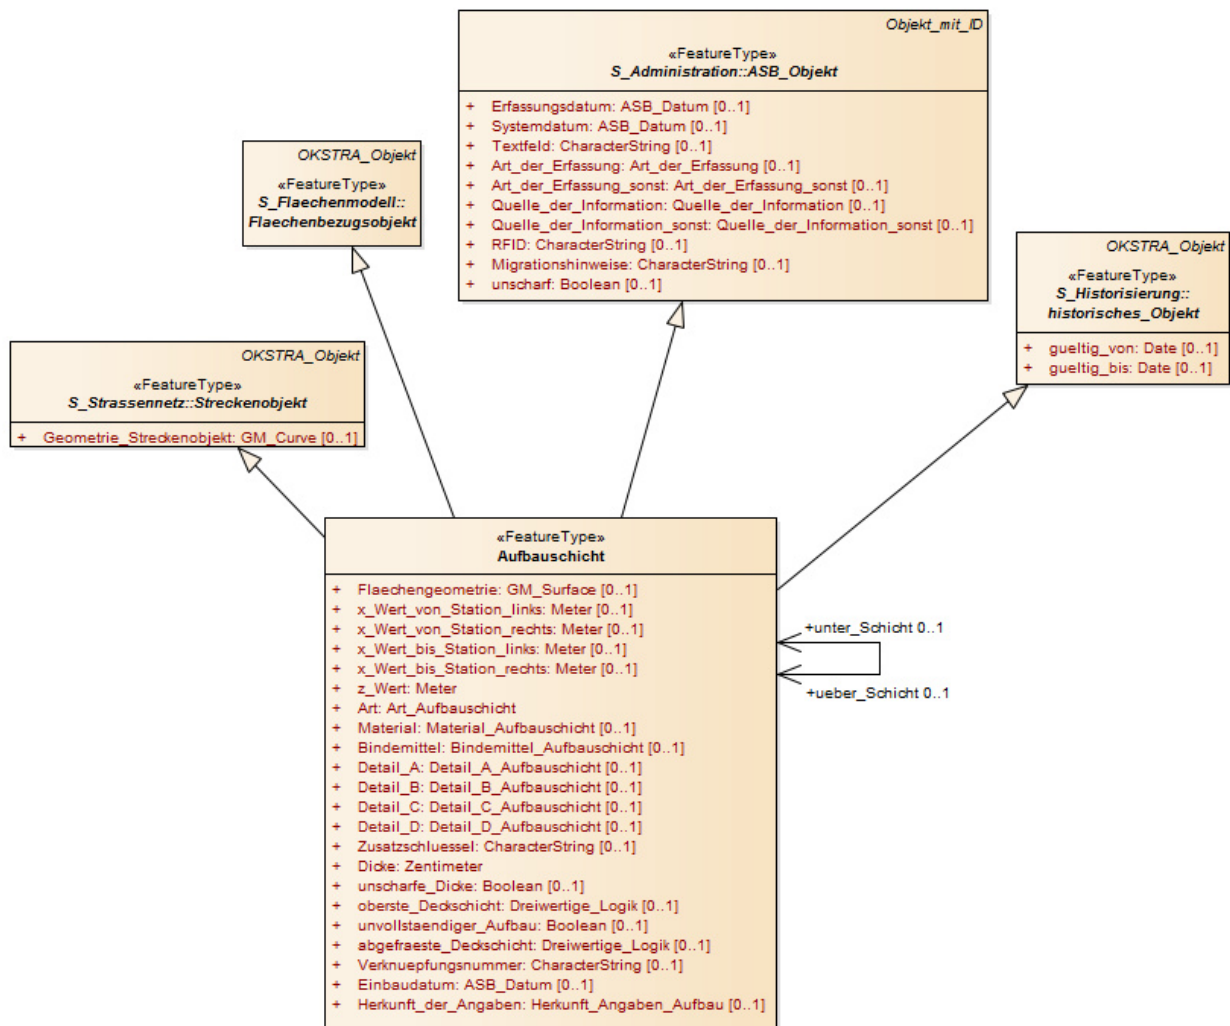 Objekt_mit_ID
«FeatureType»
S_Administration::ASB_Objekt
+ Erfassungsdatum: ASB_Datum [0..1]
+ Systemdatum: ASB_Datum [0..1]
+ Textfeld: CharacterString [0..1]
+ Art_der_Erfassung: Art_der_Erfassung [0..1]
+ Art_der_Erfassung_sonst: Art_der_Erfassung_sonst [0..1]
+ Quelle_der_Information: Quelle_der_Information [0..1]
+ Quelle_der_Information_sonst: Quelle_der_Information_sonst [0..1]
+ RFID: CharacterString [0..1]
+ Migrationshinweise: CharacterString [0..1]
+ unscharf: Boolean [0..1]
OKSTRA_Objekt
«FeatureType»
S_Flaechenmodell::
Flaechenbezugsobjekt
OKSTRA_Objekt
«FeatureType»
S_Historisierung::
historisches_Objekt
+ gueltig_von: Date [0..1]
+ gueltig_bis: Date [0..1]
OKSTRA_Objekt
«FeatureType»
S_Strassennetz::Streckenobjekt
+ Geometrie_Streckenobjekt: GM_Curve [0..1]
«FeatureType»
Aufbauschicht
+ Flaechengeometrie: GM_Surface [0..1]
+ x_Wert_von_Station_links: Meter [0..1]
+ x_Wert_von_Station_rechts: Meter [0..1]
+ x_Wert_bis_Station_links: Meter [0..1]
+ x_Wert_bis_Station_rechts: Meter [0..1]
+ z_Wert: Meter
+ Art: Art_Aufbauschicht
+ Material: Material_Aufbauschicht [0..1]
+ Bindemittel: Bindemittel_Aufbauschicht [0..1]
+ Detail_A: Detail_A_Aufbauschicht [0..1]
+ Detail_B: Detail_B_Aufbauschicht [0..1]
+ Detail_C: Detail_C_Aufbauschicht [0..1]
+ Detail_D: Detail_D_Aufbauschicht [0..1]
+ Zusatzschluessel: CharacterString [0..1]
+ Dicke: Zentimeter
+ unscharfe_Dicke: Boolean [0..1]
+ oberste_Deckschicht: Dreiwertige_Logik [0..1]
+ unvollstaendiger_Aufbau: Boolean [0..1]
+ abgefraeste_Deckschicht: Dreiwertige_Logik [0..1]
+ Verknuepfungsnummer: CharacterString [0..1]
+ Einbaudatum: ASB_Datum [0..1]
+ Herkunft_der_Angaben: Herkunft_Angaben_Aufbau [0..1]
+unter_Schicht 0..1
+ueber_Schicht 0..1